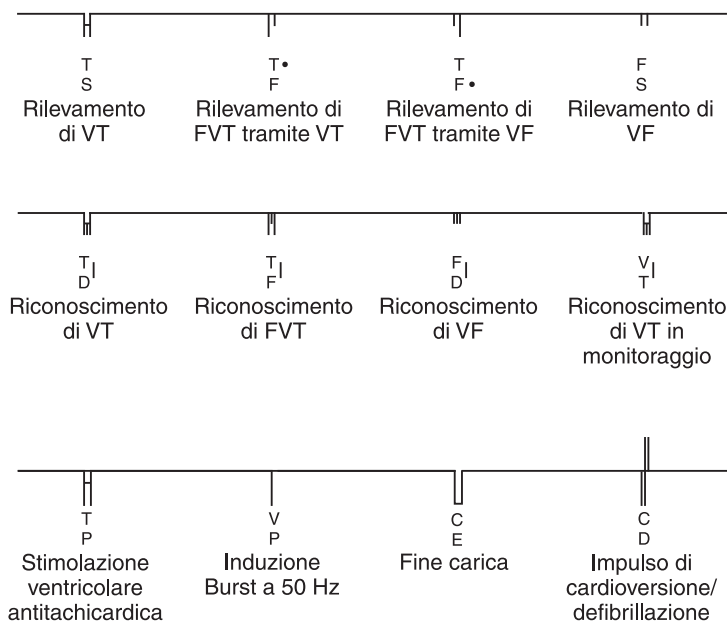 T T • T F
S F F • S
Rilevamento Rilevamento di Rilevamento di Rilevamento di
di VT FVT tramite VT FVT tramite VF VF
T T F V
D F D T
Riconoscimento Riconoscimento Riconoscimento Riconoscimento
di VT di FVT di VF di VT in
monitoraggio
T V C C
P P E D
Stimolazione Induzione Fine carica Impulso di
ventricolare Burst a 50 Hz cardioversione/
antitachicardica defibrillazione